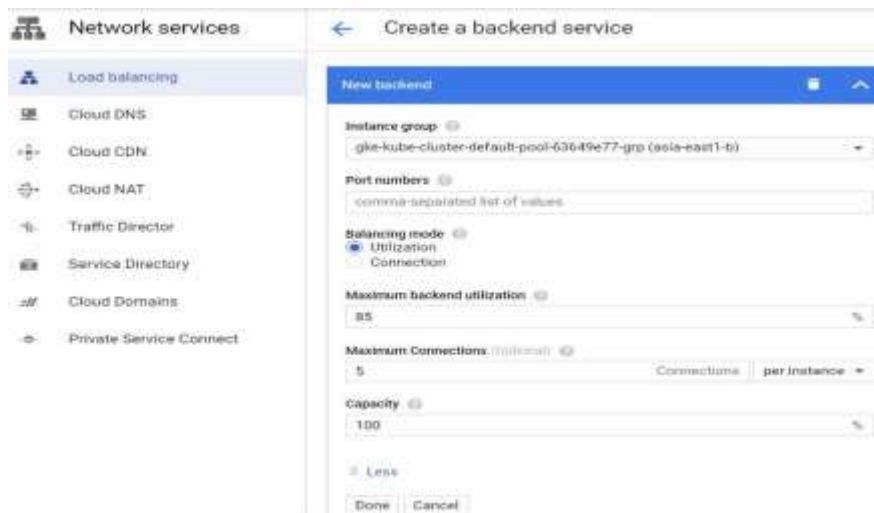 Network services
Create a backend service
Load balancing
Cloud DNS
Cloud CDN
Cloud NAT
Traffic Director
Service Directory
Cloud Domains
Private Service Connect
New backend
Instance group
gke-kube-cluster-default-pool-63649e77-grp (asia-east1-b)
Port numbers
comma-separated list of values
Balancing mode
Utilization
Connection
Maximum backend utilization
85 %
Maximum Connections (Optional)
5 Connections per instance
Capacity
100 %
Less
Done Cancel